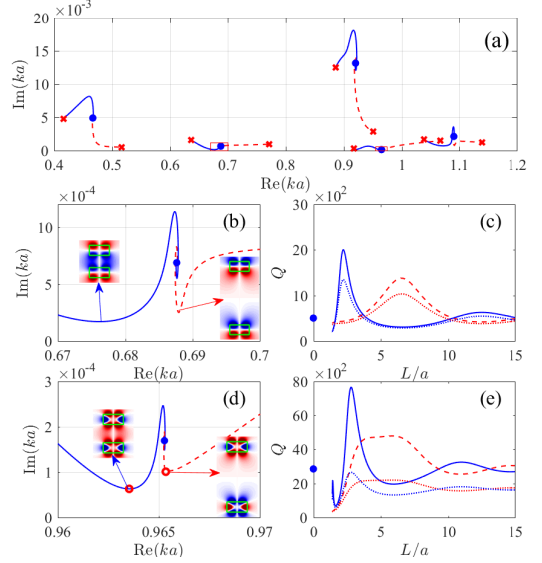 ×10⁻³
20
15
10
5
0
Im(ka)
(a)
0.4 0.5 0.6 0.7 0.8 0.9 1 1.1 1.2
Re(ka)
×10⁻⁴
10
5
0
Im(ka)
(b)
0.67 0.68 0.69 0.7
Re(ka)
×10²
30
20
10
0
Q
(c)
0 5 10 15
L/a
×10⁻⁴
3
2
1
0
Im(ka)
(d)
0.96 0.965 0.97
Re(ka)
×10²
80
60
40
20
0
Q
(e)
0 5 10 15
L/a